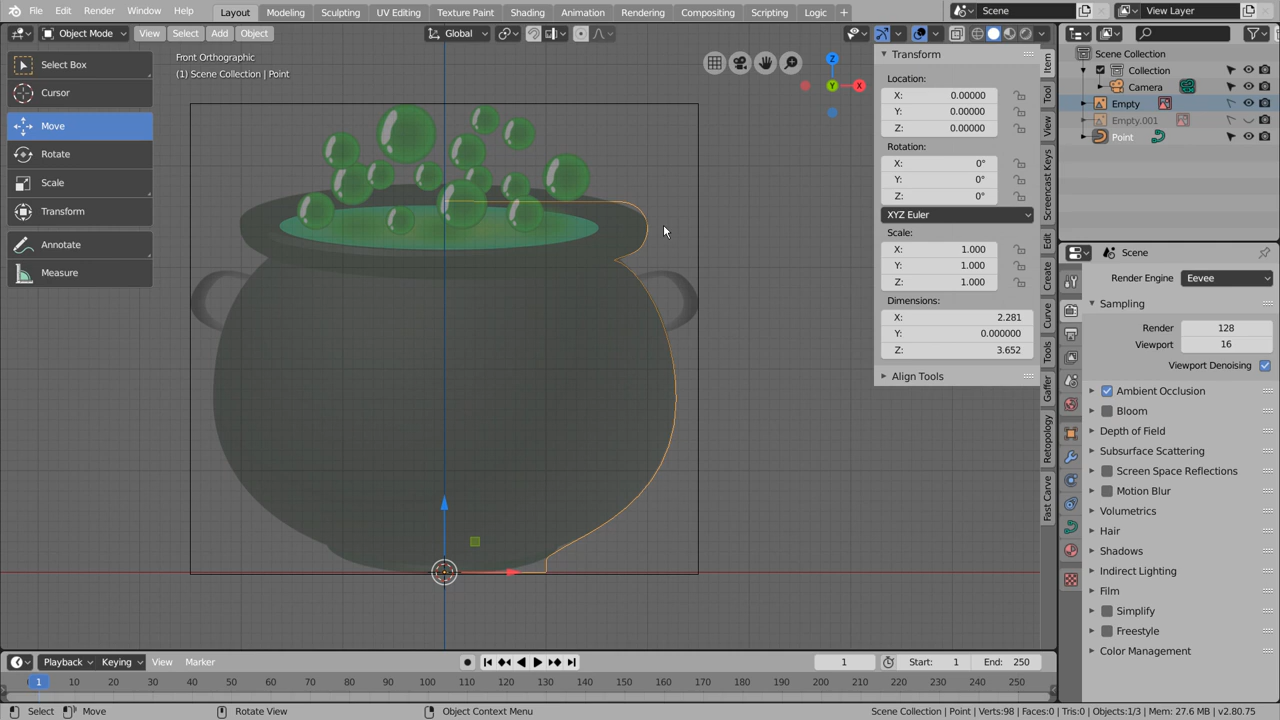 File Edit Render Window Help Layout Modeling Sculpting UV Editing Texture Paint Shading Animation Rendering Compositing Scripting Logic + Scene View Layer
Object Mode View Select Add Object Global
Front Orthographic
(1) Scene Collection | Point
Select Box
Cursor
Move
Rotate
Scale
Transform
Annotate
Measure
Z
Y
X
Transform
Location:
X: 0.00000
Y: 0.00000
Z: 0.00000
Rotation:
X: 0°
Y: 0°
Z: 0°
XYZ Euler
Scale:
X: 1.000
Y: 1.000
Z: 1.000
Dimensions:
X: 2.281
Y: 0.000000
Z: 3.652
Align Tools
Item
Tool
View
Screencast Keys
Edit
Create
Curve
Tools
Gaffer
Retopology
Fast Carve
Scene Collection
Collection
Camera
Empty
Empty.001
Point
Scene
Render Engine Eevee
Sampling
Render 128
Viewport 16
Viewport Denoising
Ambient Occlusion
Bloom
Depth of Field
Subsurface Scattering
Screen Space Reflections
Motion Blur
Volumetrics
Hair
Shadows
Indirect Lighting
Film
Simplify
Freestyle
Color Management
Playback Keying View Marker 1 Start: 1 End: 250
1 10 20 30 40 50 60 70 80 90 100 110 120 130 140 150 160 170 180 190 200 210 220 230 240 250
Select Move Rotate View Object Context Menu Scene Collection | Point | Verts:98 | Faces:0 | Tris:0 | Objects:1/3 | Mem: 27.6 MB | v2.80.75